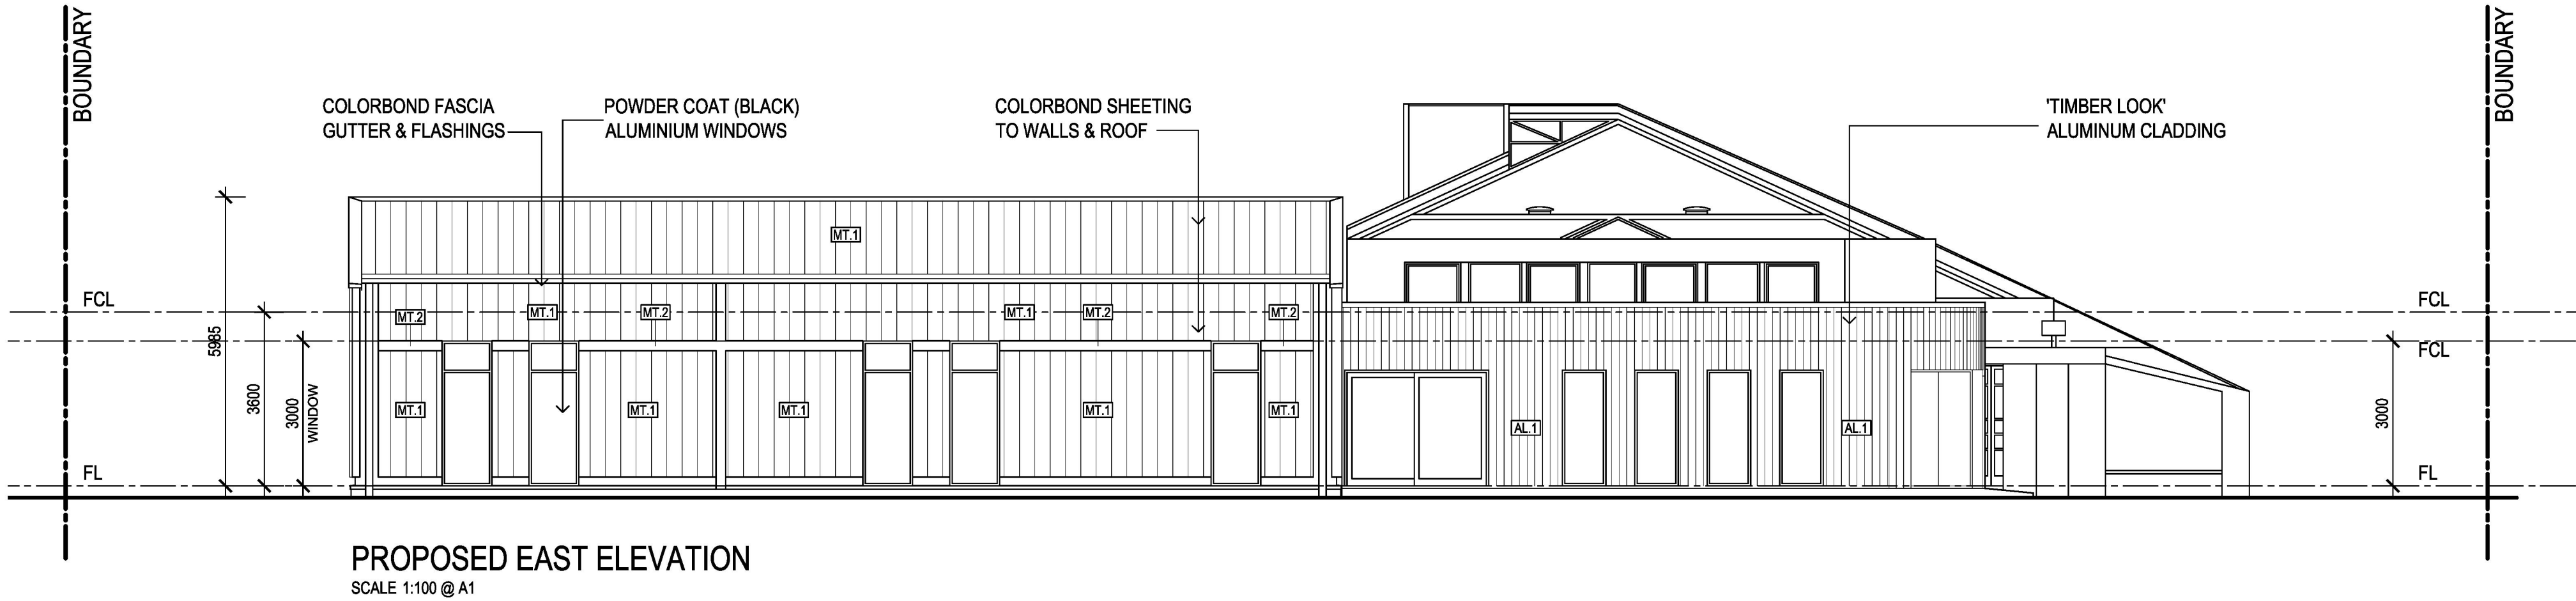 BOUNDARY
BOUNDARY
COLORBOND FASCIA
GUTTER & FLASHINGS
POWDER COAT (BLACK)
ALUMINIUM WINDOWS
COLORBOND SHEETING
TO WALLS & ROOF
'TIMBER LOOK'
ALUMINUM CLADDING
MT.1
FCL
FCL
MT.2
MT.1
MT.2
MT.1
MT.2
MT.2
5985
3600
3000
WINDOW
FCL
3000
MT.1
MT.1
MT.1
MT.1
MT.1
AL.1
AL.1
FL
FL
PROPOSED EAST ELEVATION
SCALE 1:100 @ A1